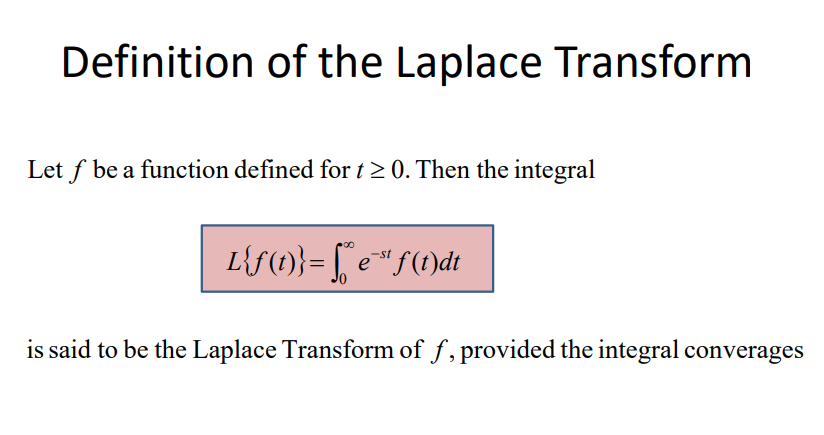 Definition of the Laplace Transform
Let f be a function defined for t ≥ 0. Then the integral
L{f(t)}=∫₀^∞ e^{-st} f(t)dt
is said to be the Laplace Transform of f, provided the integral converages